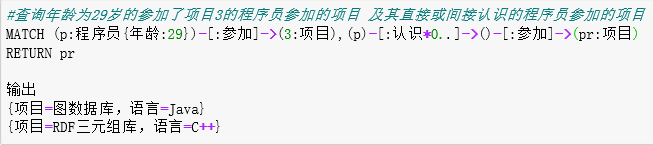 #查询年龄为29岁的参加了项目3的程序员参加的项目 及其直接或间接认识的程序员参加的项目
MATCH (p:程序员{年龄:29})-[:参加]->(3:项目),(p)-[:认识*0..]->()-[:参加]->(pr:项目)
RETURN pr
输出
{项目=图数据库，语言=Java}
{项目=RDF三元组库，语言=C++}